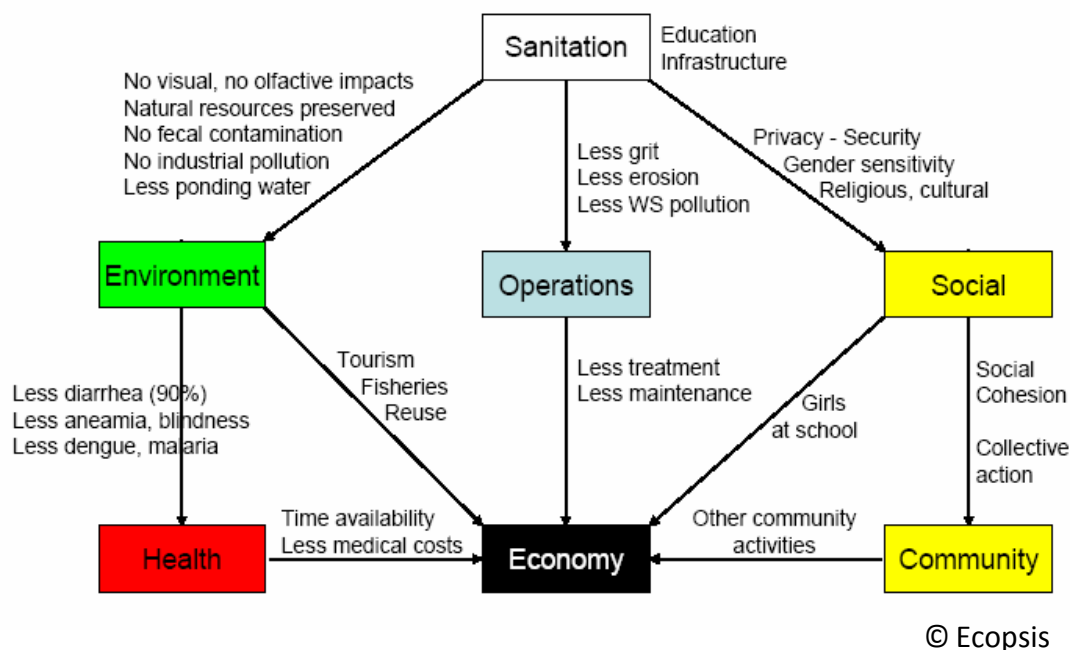 Sanitation
Education
Infrastructure
No visual, no olfactive impacts
Natural resources preserved
No fecal contamination
No industrial pollution
Less ponding water
Less grit
Less erosion
Less WS pollution
Privacy - Security
Gender sensitivity
Religious, cultural
Environment
Operations
Social
Less diarrhea (90%)
Less aneamia, blindness
Less dengue, malaria
Tourism
Fisheries
Reuse
Less treatment
Less maintenance
Girls
at school
Social
Cohesion
Collective
action
Health
Time availability
Less medical costs
Economy
Other community
activities
Community
© Ecopsis